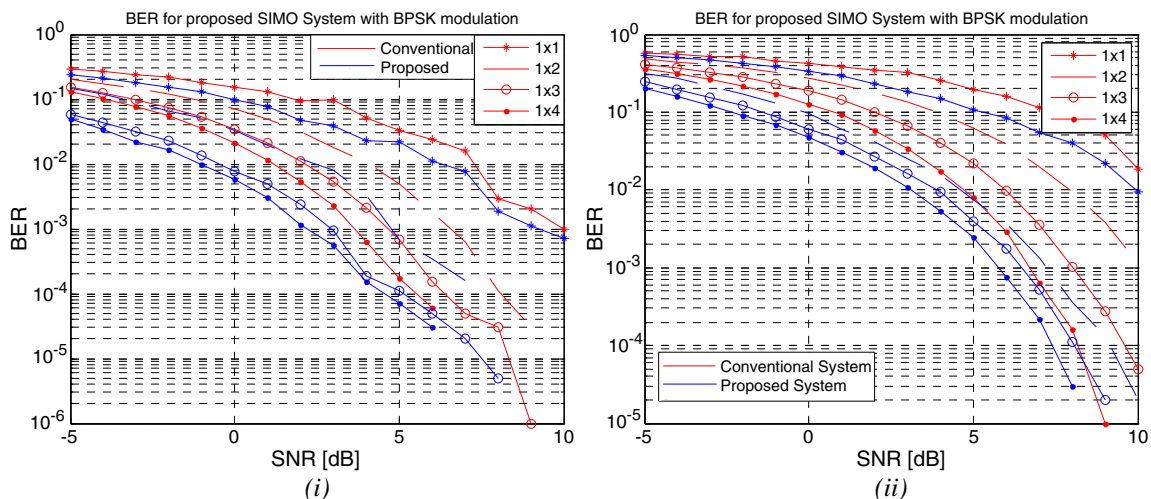 BER for proposed SIMO System with BPSK modulation
10^0
10^-1
10^-2
10^-3
10^-4
10^-5
10^-6
BER
-5
0
5
10
SNR [dB]
Conventional
Proposed
1x1
1x2
1x3
1x4
(i)
BER for proposed SIMO System with BPSK modulation
10^0
10^-1
10^-2
10^-3
10^-4
10^-5
BER
-5
0
5
10
SNR [dB]
1x1
1x2
1x3
1x4
Conventional System
Proposed System
(ii)